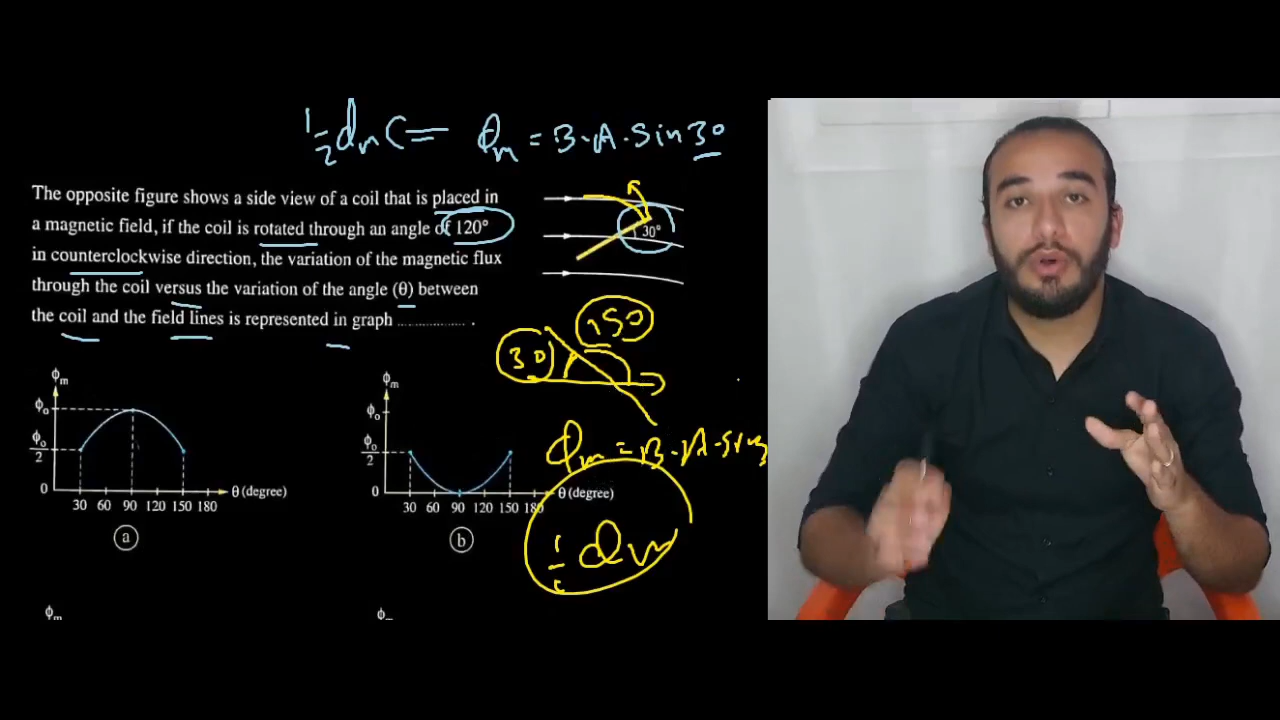 ½ ϕm ⇐ ϕm = B.A.Sin30
The opposite figure shows a side view of a coil that is placed in
a magnetic field, if the coil is rotated through an angle of 120°
in counterclockwise direction, the variation of the magnetic flux
through the coil versus the variation of the angle (θ) between
the coil and the field lines is represented in graph .................. .
30°
150
30
ϕm = B.A.Sin3
½ ϕm
ϕm
ϕo
ϕo/2
0
30 60 90 120 150 180
θ (degree)
a
ϕm
ϕo
ϕo/2
0
30 60 90 120 150 180
θ (degree)
b
ϕm